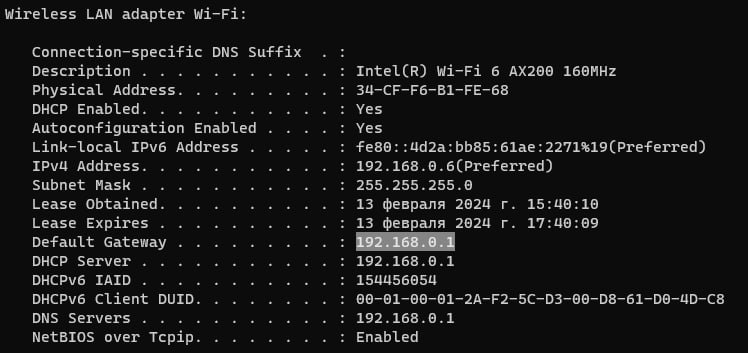 Wireless LAN adapter Wi-Fi:
Connection-specific DNS Suffix  . :
Description . . . . . . . . . . . : Intel(R) Wi-Fi 6 AX200 160MHz
Physical Address. . . . . . . . . : 34-CF-F6-B1-FE-68
DHCP Enabled. . . . . . . . . . . : Yes
Autoconfiguration Enabled . . . . : Yes
Link-local IPv6 Address . . . . . : fe80::4d2a:bb85:61ae:2271%19(Preferred)
IPv4 Address. . . . . . . . . . . : 192.168.0.6(Preferred)
Subnet Mask . . . . . . . . . . . : 255.255.255.0
Lease Obtained. . . . . . . . . . : 13 февраля 2024 г. 15:40:10
Lease Expires . . . . . . . . . . : 13 февраля 2024 г. 17:40:09
Default Gateway . . . . . . . . . : 192.168.0.1
DHCP Server . . . . . . . . . . . : 192.168.0.1
DHCPv6 IAID . . . . . . . . . . . : 154456054
DHCPv6 Client DUID. . . . . . . . : 00-01-00-01-2A-F2-5C-D3-00-D8-61-D0-4D-C8
DNS Servers . . . . . . . . . . . : 192.168.0.1
NetBIOS over Tcpip. . . . . . . . : Enabled